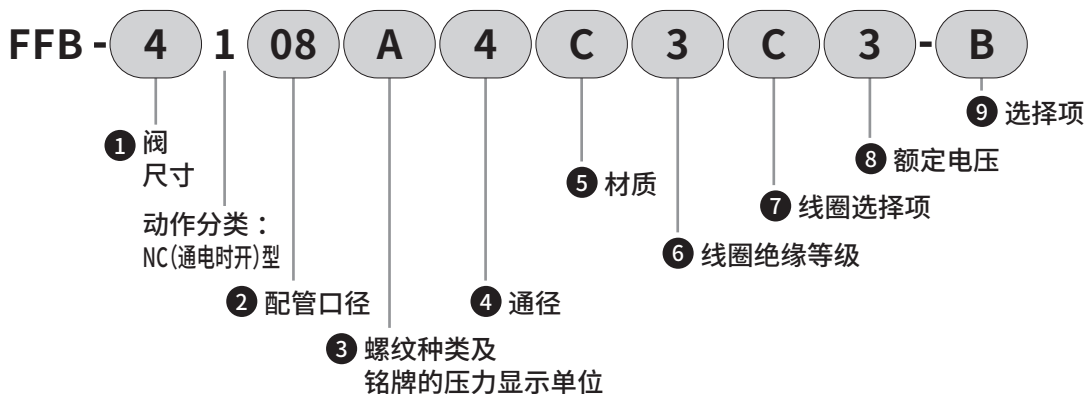 FFB - 4 1 08 A 4 C 3 C 3 - B
9 选择项
1 阀
尺寸
8 额定电压
5 材质
7 线圈选择项
动作分类：
NC(通电时开)型
6 线圈绝缘等级
2 配管口径
4 通径
3 螺纹种类及
铭牌的压力显示单位